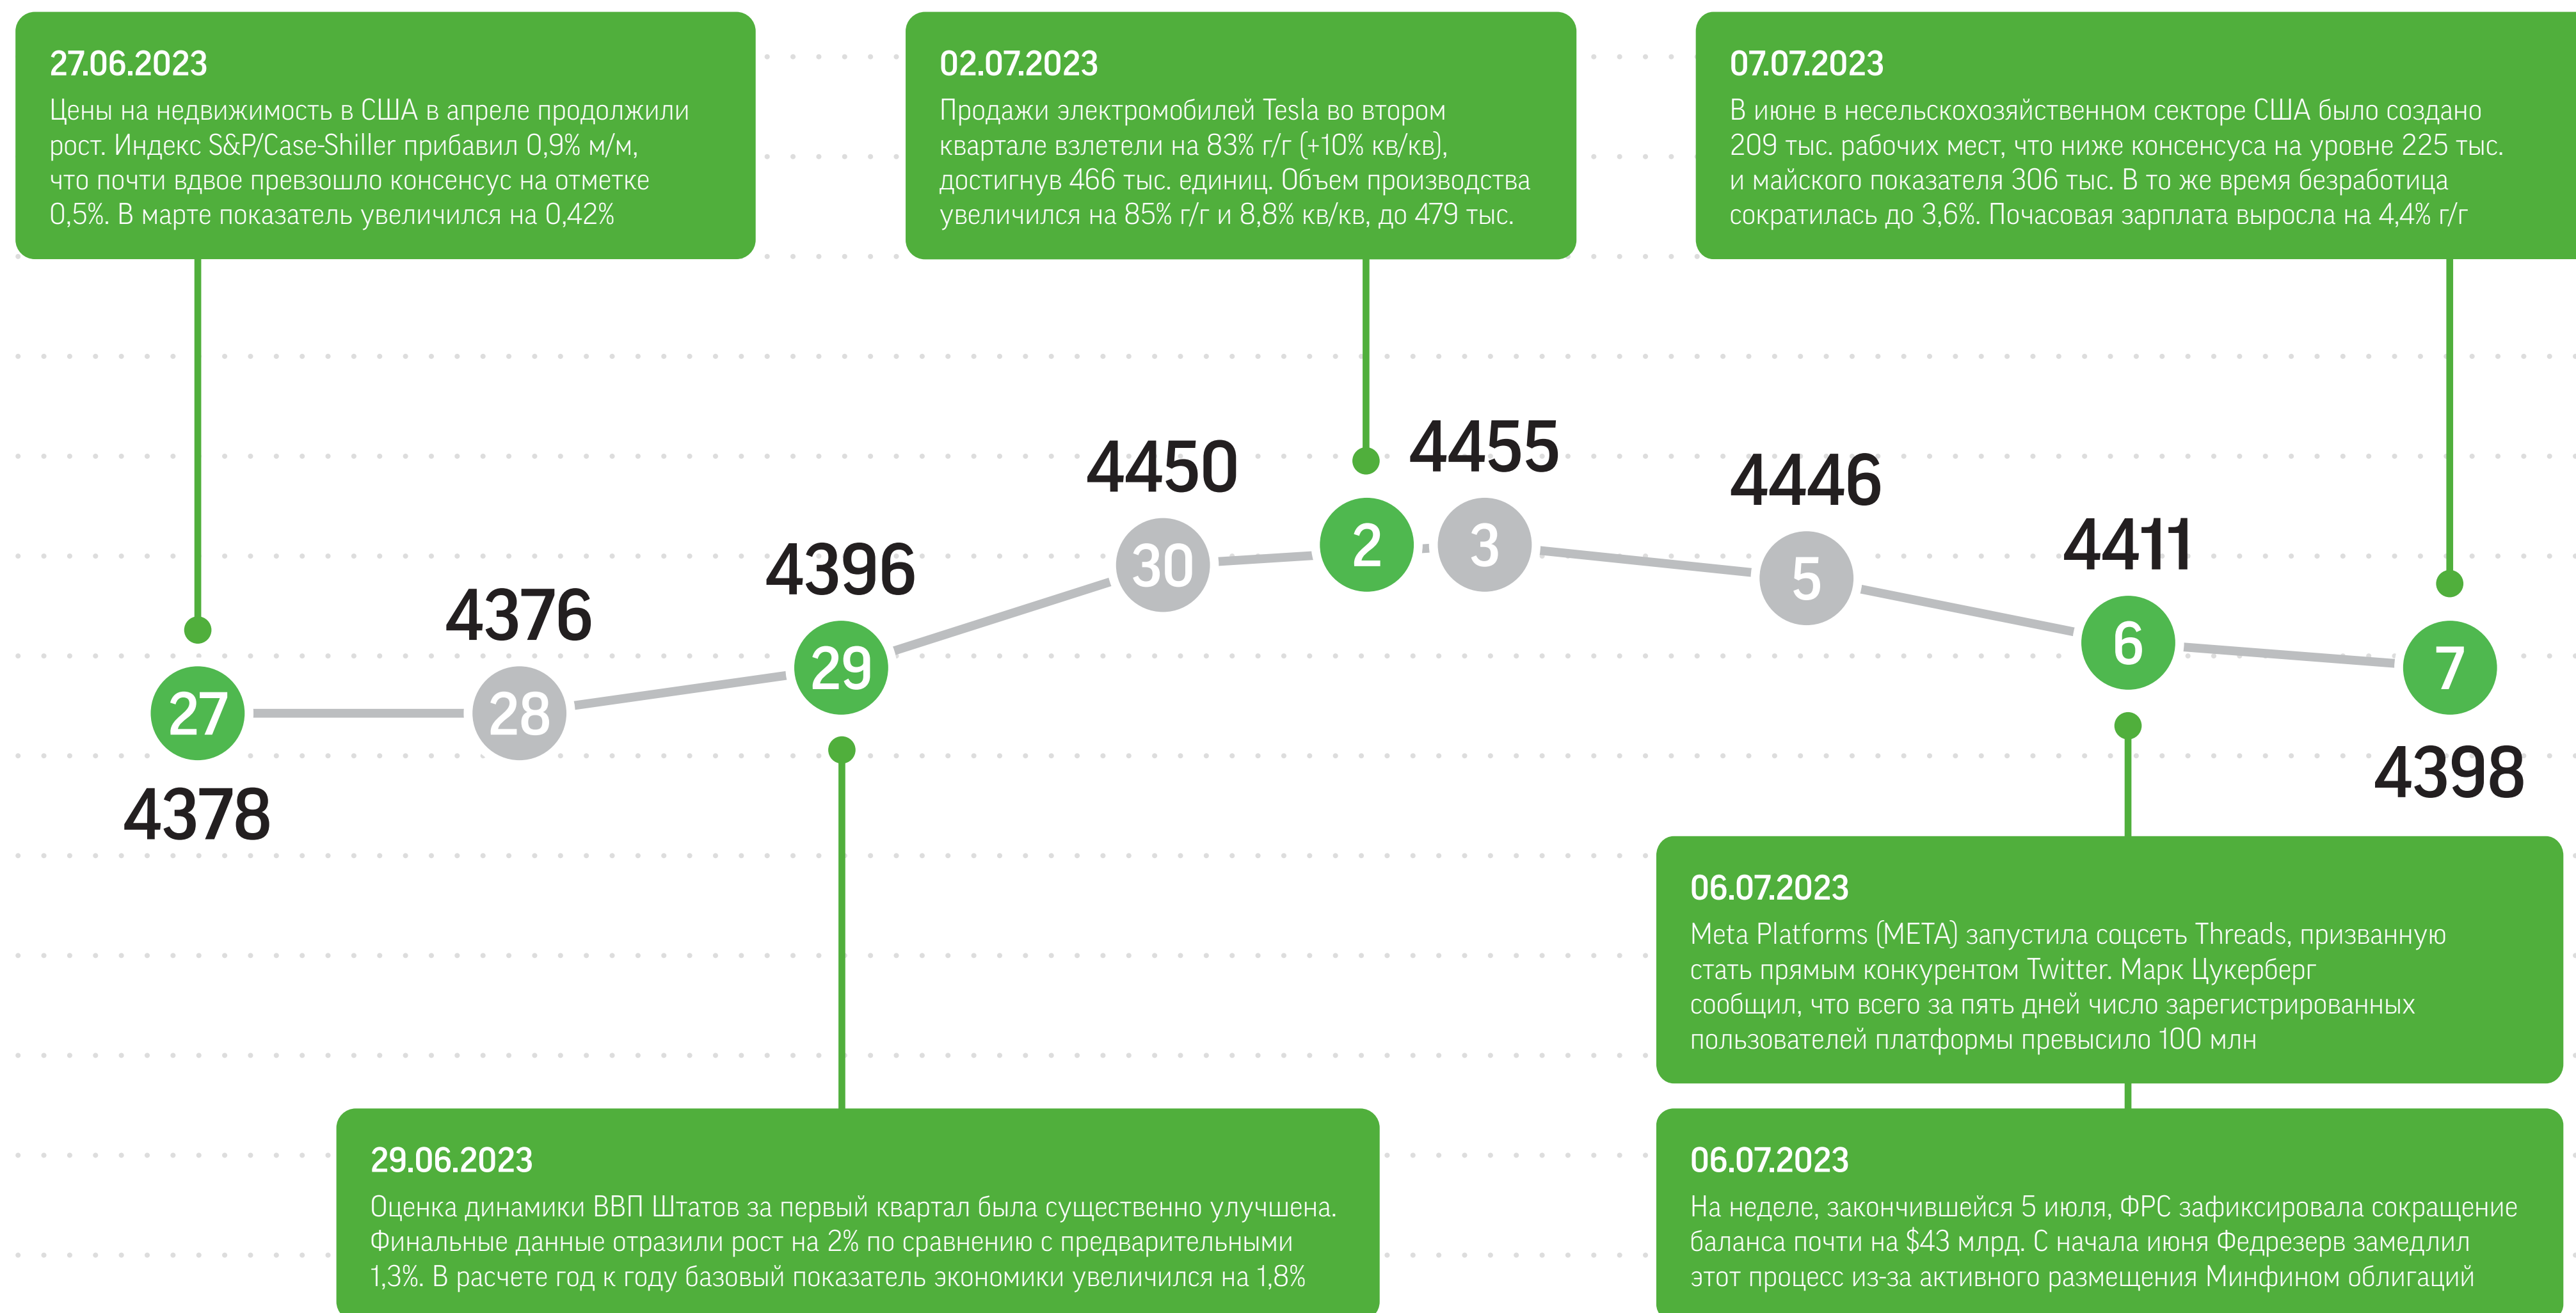 27.06.2023
Цены на недвижимость в США в апреле продолжили
рост. Индекс S&P/Case-Shiller прибавил 0,9% м/м,
что почти вдвое превзошло консенсус на отметке
0,5%. В марте показатель увеличился на 0,42%
02.07.2023
Продажи электромобилей Tesla во втором
квартале взлетели на 83% г/г (+10% кв/кв),
достигнув 466 тыс. единиц. Объем производства
увеличился на 85% г/г и 8,8% кв/кв, до 479 тыс.
07.07.2023
В июне в несельскохозяйственном секторе США было создано
209 тыс. рабочих мест, что ниже консенсуса на уровне 225 тыс.
и майского показателя 306 тыс. В то же время безработица
сократилась до 3,6%. Почасовая зарплата выросла на 4,4% г/г
27
4378
4376
28
4396
29
4450
30
2
4455
3
4446
5
4411
6
7
4398
06.07.2023
Meta Platforms (META) запустила соцсеть Threads, призванную
стать прямым конкурентом Twitter. Марк Цукерберг
сообщил, что всего за пять дней число зарегистрированных
пользователей платформы превысило 100 млн
29.06.2023
Оценка динамики ВВП Штатов за первый квартал была существенно улучшена.
Финальные данные отразили рост на 2% по сравнению с предварительными
1,3%. В расчете год к году базовый показатель экономики увеличился на 1,8%
06.07.2023
На неделе, закончившейся 5 июля, ФРС зафиксировала сокращение
баланса почти на $43 млрд. С начала июня Федрезерв замедлил
этот процесс из-за активного размещения Минфином облигаций